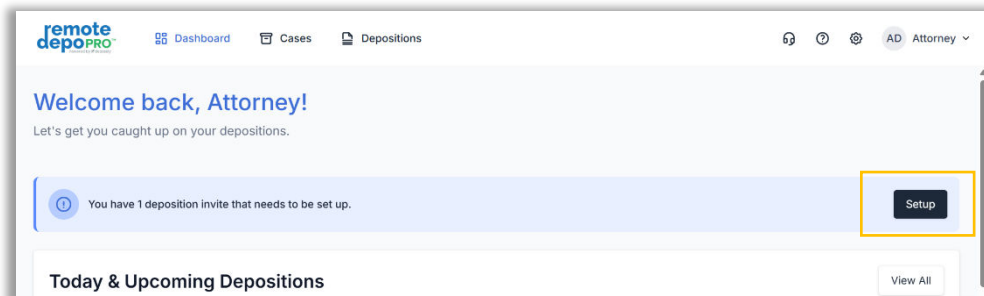 remote
depoPRO™
Dashboard
Cases
Depositions
AD Attorney
Welcome back, Attorney!
Let's get you caught up on your depositions.
You have 1 deposition invite that needs to be set up.
Setup
Today & Upcoming Depositions
View All